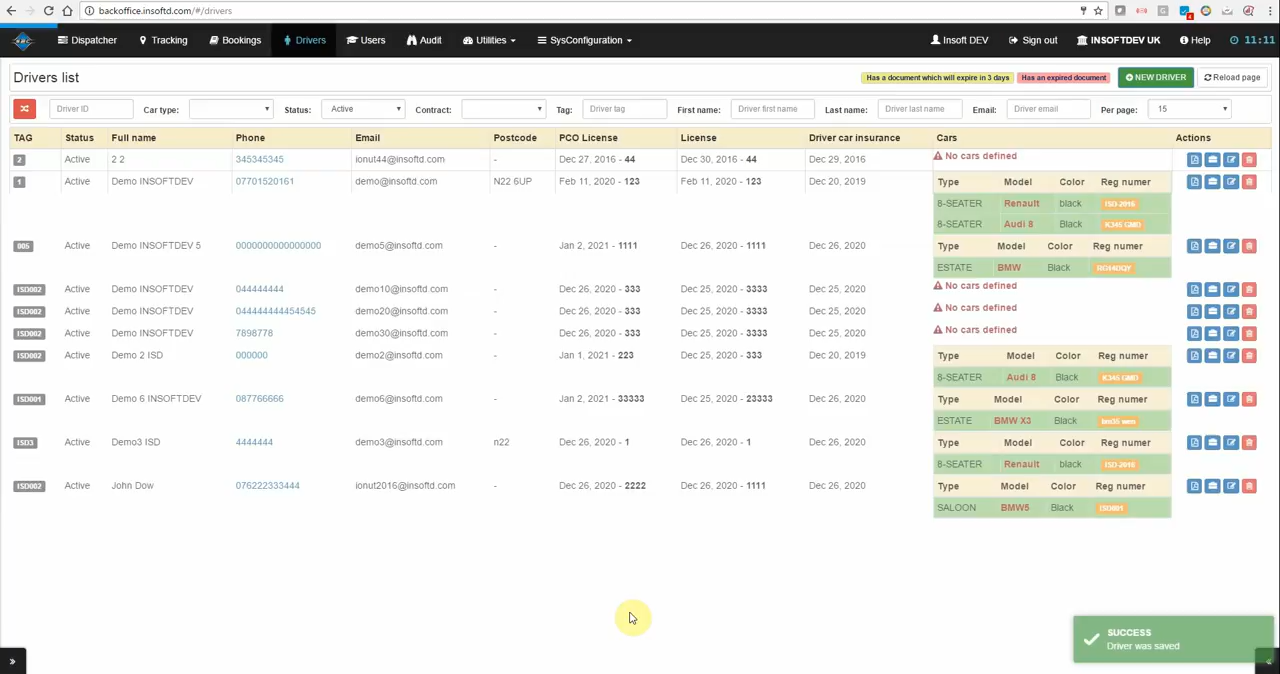 backoffice.insoftd.com/#/drivers
4
Dispatcher Tracking Bookings Drivers Users Audit Utilities SysConfiguration Insoft DEV Sign out INSOFTDEV UK Help 11:11
Drivers list Has a document which will expire in 3 days Has an expired document NEW DRIVER Reload page
Driver ID Car type: Status: Active Contract: Tag: Driver tag First name: Driver first name Last name: Driver last name Email: Driver email Per page: 15
TAG Status Full name Phone Email Postcode PCO License License Driver car insurance Cars Actions
2 Active 2 2 345345345 ionut44@insoftd.com - Dec 27, 2016 - 44 Dec 30, 2016 - 44 Dec 29, 2016 No cars defined
1 Active Demo INSOFTDEV 07701520161 demo@insoftd.com N22 6UP Feb 11, 2020 - 123 Feb 11, 2020 - 123 Dec 20, 2019 Type Model Color Reg numer
8-SEATER Renault black ISD-2016
8-SEATER Audi 8 Black K345 GMD
005 Active Demo INSOFTDEV 5 0000000000000000 demo5@insoftd.com - Jan 2, 2021 - 1111 Dec 26, 2020 - 1111 Dec 26, 2020 Type Model Color Reg numer
ESTATE BMW Black
ISD002 Active Demo INSOFTDEV 044444444 demo10@insoftd.com - Dec 26, 2020 - 333 Dec 25, 2020 - 3333 Dec 26, 2020 No cars defined
ISD002 Active Demo INSOFTDEV 044444444454545 demo20@insoftd.com - Dec 26, 2020 - 333 Dec 25, 2020 - 3333 Dec 26, 2020 No cars defined
ISD002 Active Demo INSOFTDEV 7898778 demo30@insoftd.com - Dec 26, 2020 - 333 Dec 25, 2020 - 3333 Dec 26, 2020 No cars defined
ISD002 Active Demo 2 ISD 000000 demo2@insoftd.com - Jan 1, 2021 - 223 Dec 25, 2020 - 333 Dec 20, 2019 Type Model Color Reg numer
8-SEATER Audi 8 Black K345 GMD
ISD001 Active Demo 6 INSOFTDEV 087766666 demo6@insoftd.com - Jan 2, 2021 - 33333 Dec 25, 2020 - 23333 Dec 26, 2020 Type Model Color Reg numer
ESTATE BMW X3 Black
ISD3 Active Demo3 ISD 4444444 demo3@insoftd.com n22 Dec 26, 2020 - 1 Dec 26, 2020 - 1 Dec 26, 2020 Type Model Color Reg numer
8-SEATER Renault black ISD-2016
ISD002 Active John Dow 076222333444 ionut2016@insoftd.com - Dec 26, 2020 - 2222 Dec 26, 2020 - 1111 Dec 26, 2020 Type Model Color Reg numer
SALOON BMW5 Black ISD001
SUCCESS
Driver was saved